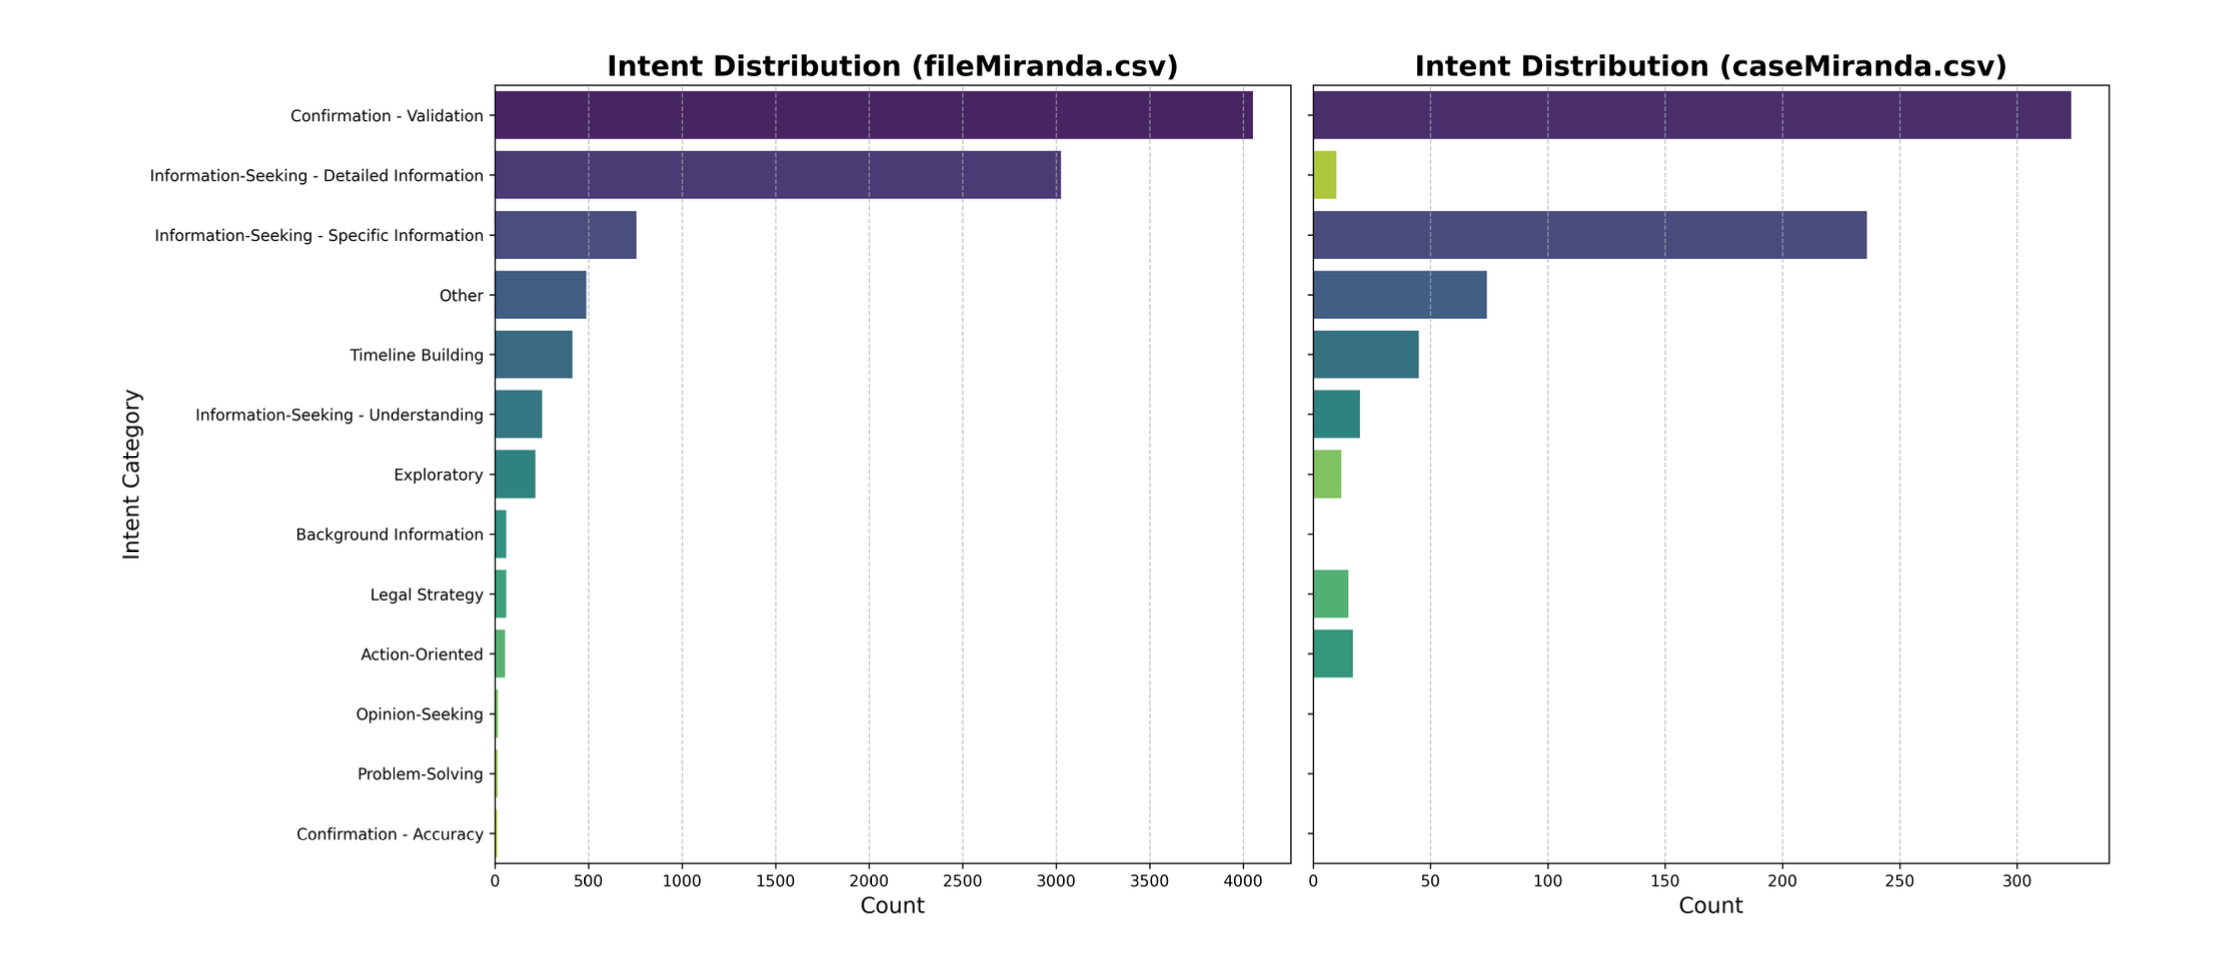 Intent Distribution (fileMiranda.csv)
Intent Distribution (caseMiranda.csv)
Intent Category
Confirmation - Validation
Information-Seeking - Detailed Information
Information-Seeking - Specific Information
Other
Timeline Building
Information-Seeking - Understanding
Exploratory
Background Information
Legal Strategy
Action-Oriented
Opinion-Seeking
Problem-Solving
Confirmation - Accuracy
0 500 1000 1500 2000 2500 3000 3500 4000
Count
0 50 100 150 200 250 300
Count